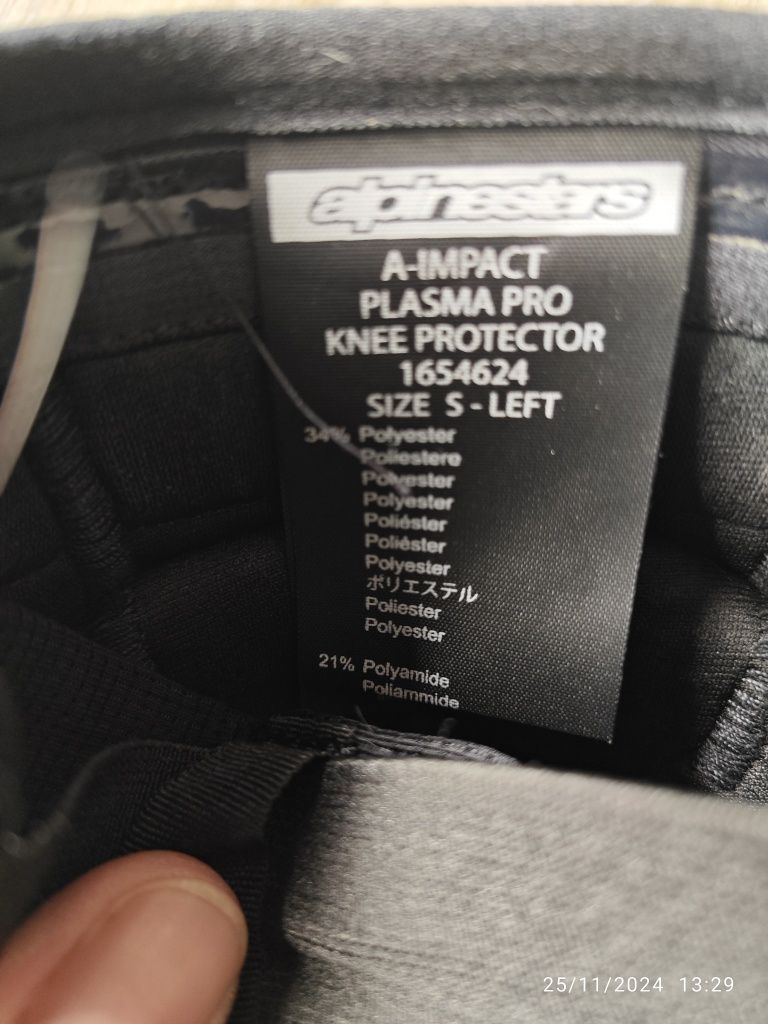 alpinestars
A-IMPACT
PLASMA PRO
KNEE PROTECTOR
1654624
SIZE S - LEFT
34% Polyester
Poliestere
Polyester
Polyester
Poliéster
Poliéster
Polyester
ポリエステル
Poliester
Polyester
21% Polyamide
Poliammide
25/11/2024 13:29